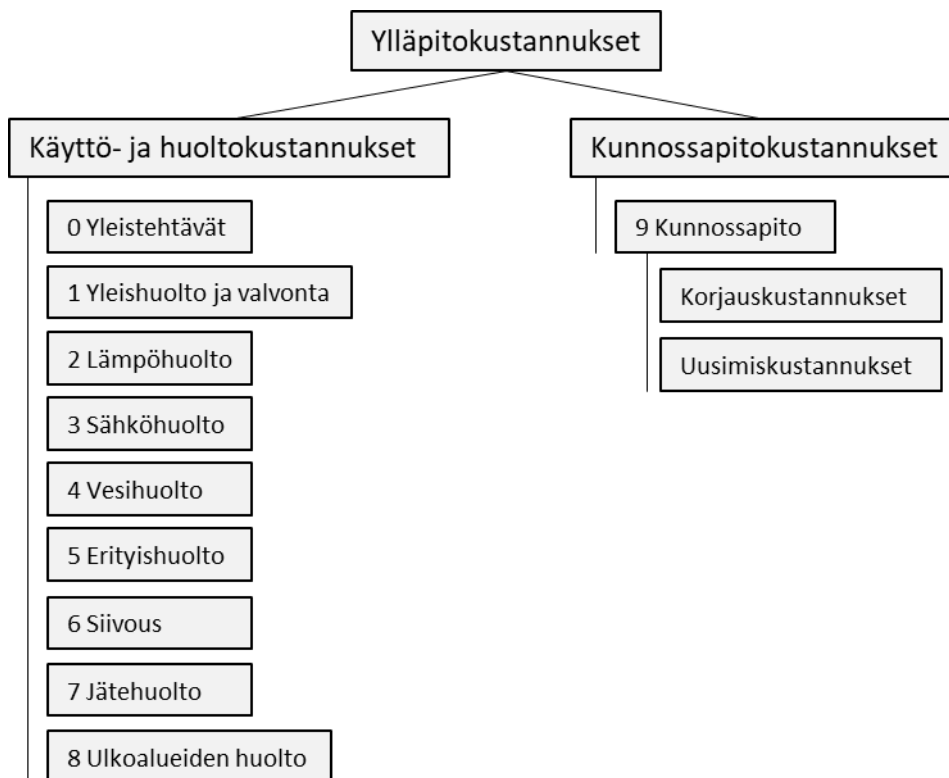 Ylläpitokustannukset
Käyttö- ja huoltokustannukset
0 Yleistehtävät
1 Yleishuolto ja valvonta
2 Lämpöhuolto
3 Sähköhuolto
4 Vesihuolto
5 Erityishuolto
6 Siivous
7 Jätehuolto
8 Ulkoalueiden huolto
Kunnossapitokustannukset
9 Kunnossapito
Korjauskustannukset
Uusimiskustannukset